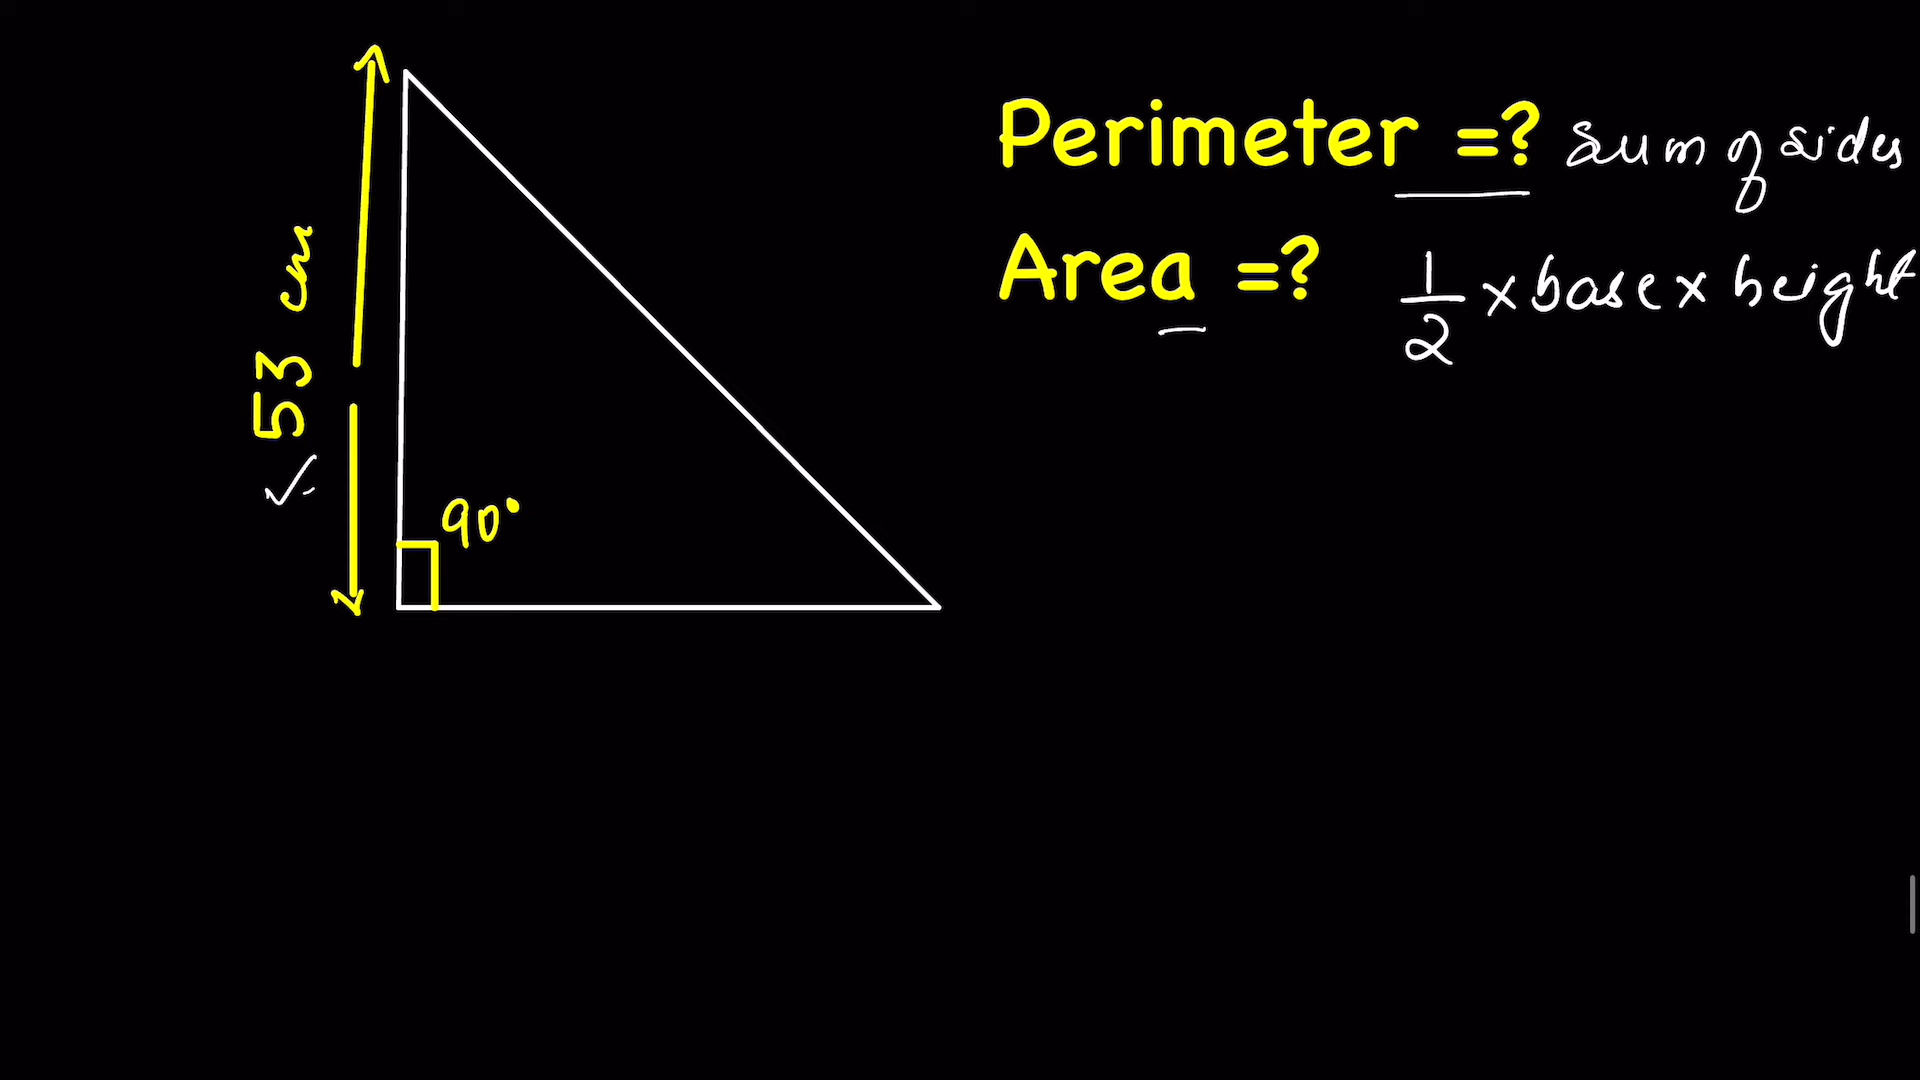 Perimeter =? sum of sides
Area =? 1/2 × base × height
53 cm
90°